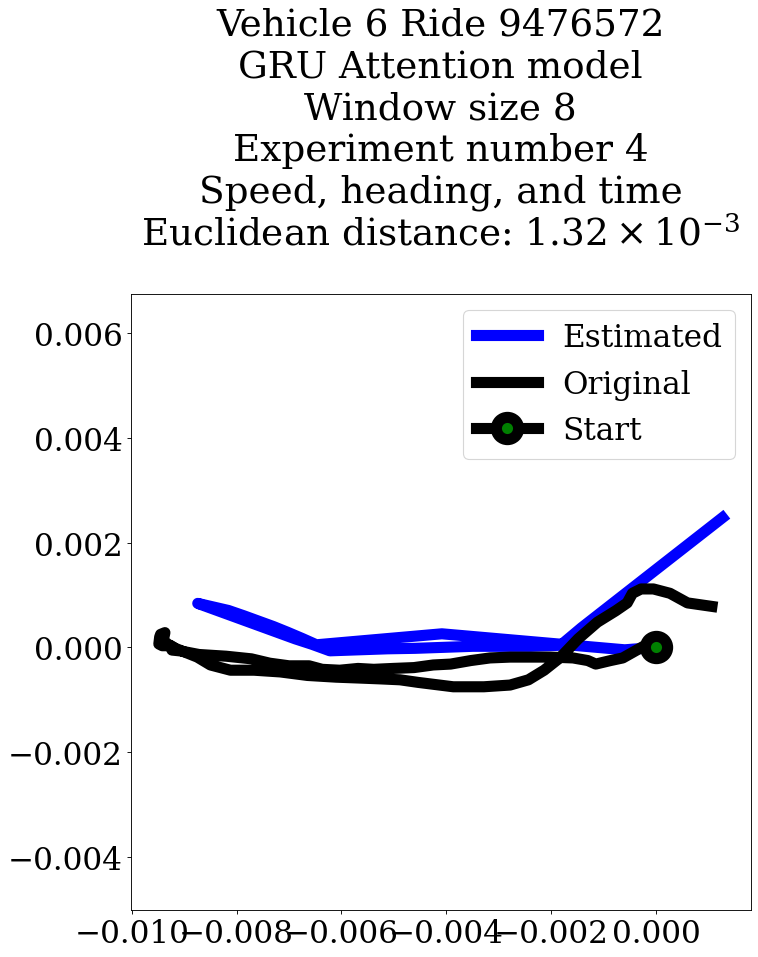 Vehicle 6 Ride 9476572
GRU Attention model
Window size 8
Experiment number 4
Speed, heading, and time
Euclidean distance: 1.32 × 10⁻³
Estimated
Original
Start
0.006
0.004
0.002
0.000
−0.002
−0.004
−0.010 −0.008 −0.006 −0.004 −0.002 0.000